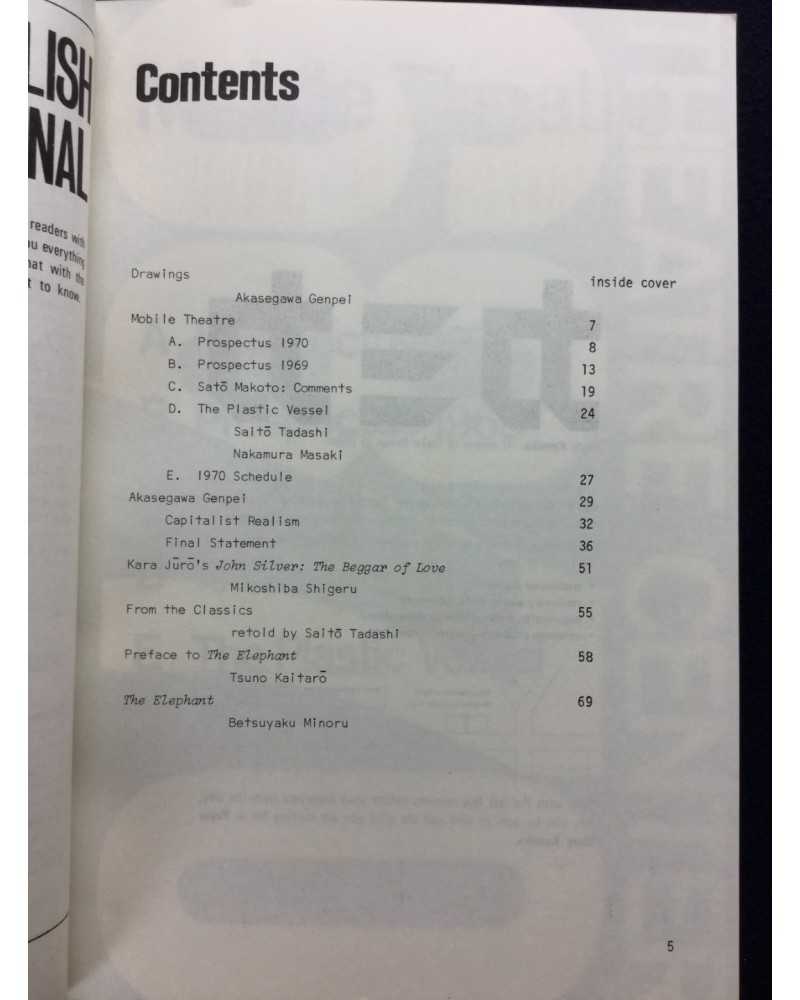 LISH
NAL
readers with
u everything
hat with the
t to know.
Contents
Drawings inside cover
Akasegawa Genpei
Mobile Theatre 7
A. Prospectus 1970 8
B. Prospectus 1969 13
C. Satō Makoto: Comments 19
D. The Plastic Vessel 24
Saitō Tadashi
Nakamura Masaki
E. 1970 Schedule 27
Akasegawa Genpei 29
Capitalist Realism 32
Final Statement 36
Kara Jūrō's John Silver: The Beggar of Love 51
Mikoshiba Shigeru
From the Classics 55
retold by Saitō Tadashi
Preface to The Elephant 58
Tsuno Kaitarō
The Elephant 69
Betsuyaku Minoru
5